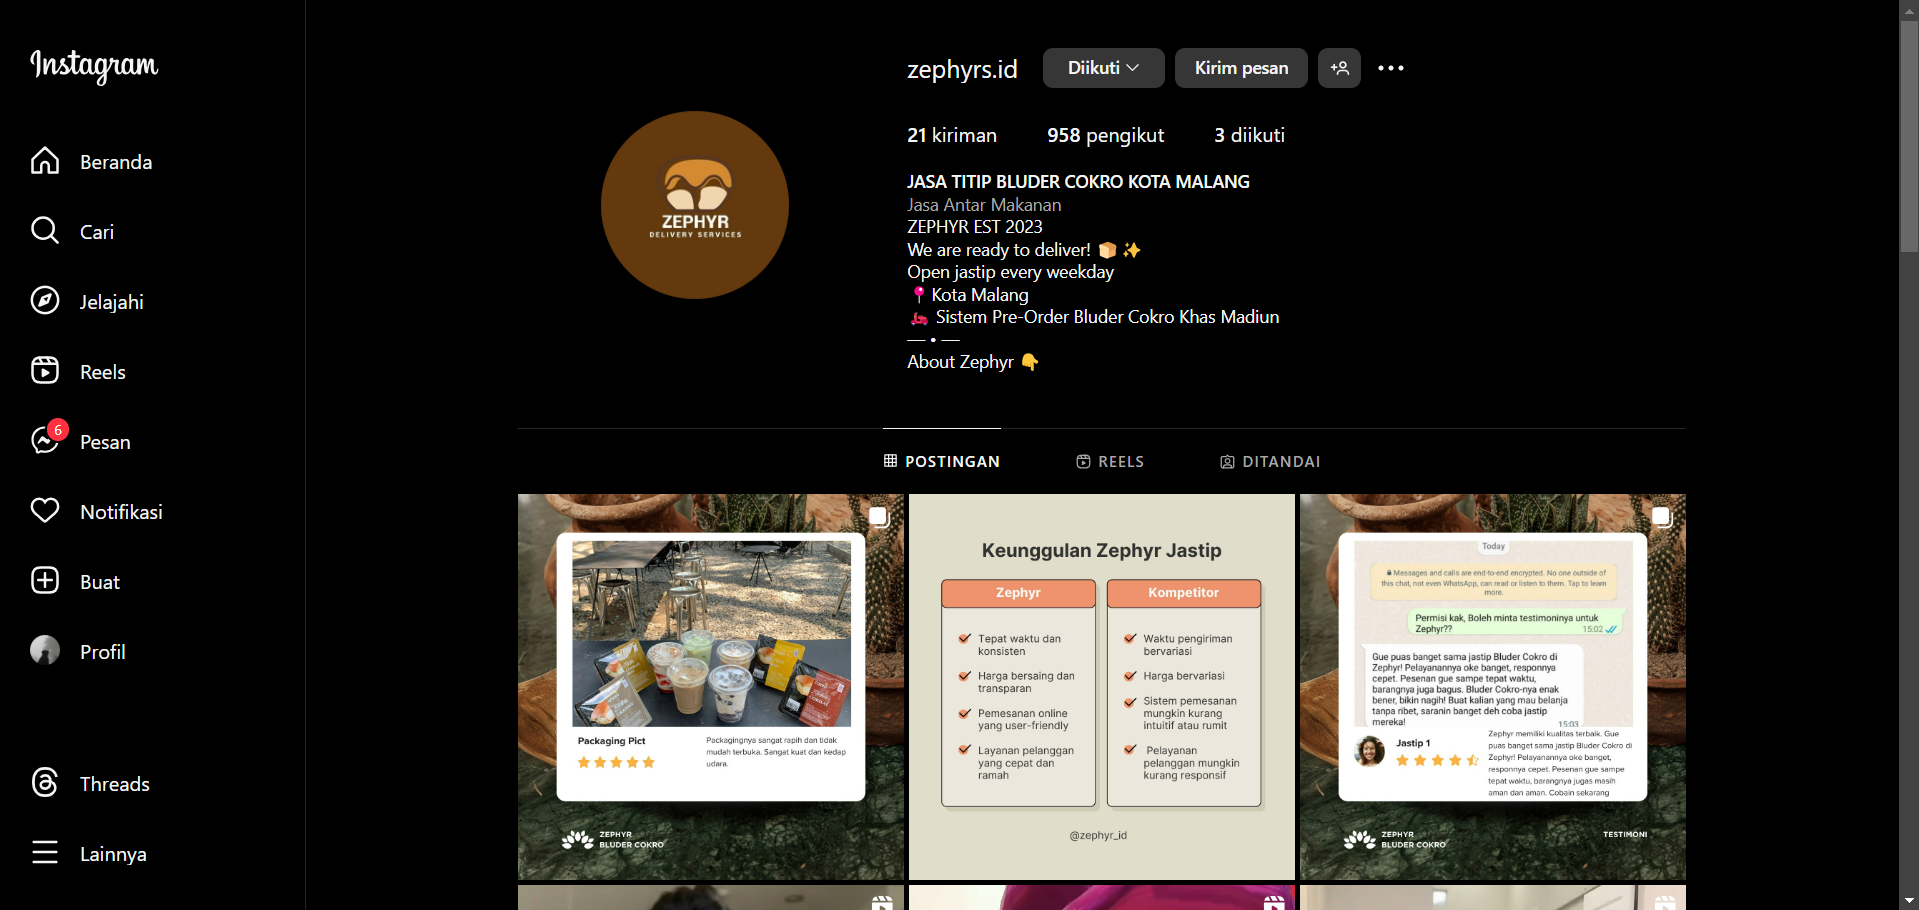 Instagram
Beranda
Cari
Jelajahi
Reels
6
Pesan
Notifikasi
Buat
Profil
Threads
Lainnya
zephyrs.id
Diikuti
Kirim pesan
21 kiriman 958 pengikut 3 diikuti
ZEPHYR
DELIVERY SERVICES
JASA TITIP BLUDER COKRO KOTA MALANG
Jasa Antar Makanan
ZEPHYR EST 2023
We are ready to deliver! 🍞 ✨
Open jastip every weekday
📍 Kota Malang
🛵 Sistem Pre-Order Bluder Cokro Khas Madiun
— • —
About Zephyr 👇
POSTINGAN
REELS
DITANDAI
Packaging Pict
Packagingnya sangat rapih dan tidak
mudah terbuka. Sangat kuat dan kedap
udara.
ZEPHYR
BLUDER COKRO
Keunggulan Zephyr Jastip
Zephyr
Tepat waktu dan
konsisten
Harga bersaing dan
transparan
Pemesanan online
yang user-friendly
Layanan pelanggan
yang cepat dan
ramah
Kompetitor
Waktu pengiriman
bervariasi
Harga bervariasi
Sistem pemesanan
mungkin kurang
intuitif atau rumit
Pelayanan
pelanggan mungkin
kurang responsif
@zephyr_id
Today
Messages and calls are end-to-end encrypted. No one outside of
this chat, not even WhatsApp, can read or listen to them. Tap to learn
more.
Permisi kak, Boleh minta testimoninya untuk
Zephyr??
15:02
Gue puas banget sama jastip Bluder Cokro di
Zephyr! Pelayanannya oke banget, responnya
cepet. Pesenan gue sampe tepat waktu,
barangnya juga bagus. Bluder Cokro-nya enak
bener, bikin nagih! Buat kalian yang mau belanja
tanpa ribet, saranin banget deh coba jastip
mereka!
15:03
Jastip 1
Zephyr memiliki kualitas terbaik. Gue
puas banget sama jastip Bluder Cokro di
Zephyr! Pelayanannya oke banget,
responnya cepet. Pesenan gue sampe
tepat waktu, barangnya jugas masih
aman dan aman. Cobain sekarang
ZEPHYR
BLUDER COKRO
TESTIMONI